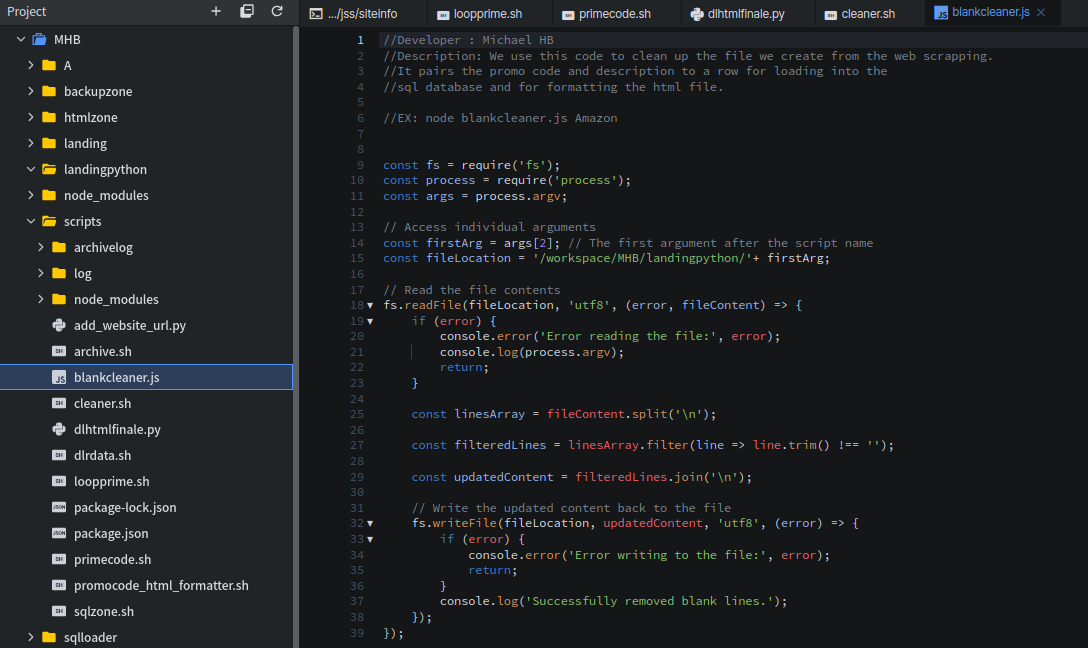 Project
.../jss/siteinfo
loopprime.sh
primecode.sh
dlhtmlfinale.py
cleaner.sh
blankcleaner.js
MHB
A
backupzone
htmlzone
landing
landingpython
node_modules
scripts
archivelog
log
node_modules
add_website_url.py
archive.sh
blankcleaner.js
cleaner.sh
dlhtmlfinale.py
dlrdata.sh
loopprime.sh
package-lock.json
package.json
primecode.sh
promocode_html_formatter.sh
sqlzone.sh
sqlloader
1 //Developer : Michael HB
2 //Description: We use this code to clean up the file we create from the web scrapping.
3 //It pairs the promo code and description to a row for loading into the
4 //sql database and for formatting the html file.
5
6 //EX: node blankcleaner.js Amazon
7
8
9 const fs = require('fs');
10 const process = require('process');
11 const args = process.argv;
12
13 // Access individual arguments
14 const firstArg = args[2]; // The first argument after the script name
15 const fileLocation = '/workspace/MHB/landingpython/'+ firstArg;
16
17 // Read the file contents
18 fs.readFile(fileLocation, 'utf8', (error, fileContent) => {
19 if (error) {
20 console.error('Error reading the file:', error);
21 console.log(process.argv);
22 return;
23 }
24
25 const linesArray = fileContent.split('\n');
26
27 const filteredLines = linesArray.filter(line => line.trim() !== '');
28
29 const updatedContent = filteredLines.join('\n');
30
31 // Write the updated content back to the file
32 fs.writeFile(fileLocation, updatedContent, 'utf8', (error) => {
33 if (error) {
34 console.error('Error writing to the file:', error);
35 return;
36 }
37 console.log('Successfully removed blank lines.');
38 });
39 });